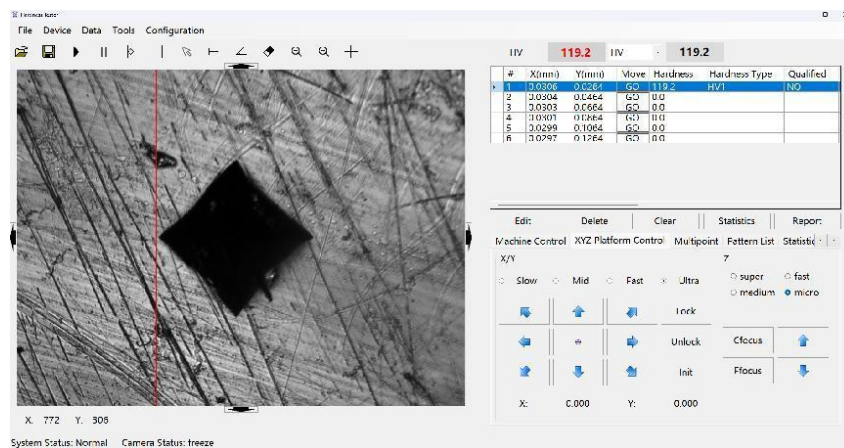 Hardness Tester
File Device Data Tools Configuration
HV 119.2 HV 119.2
# X(mm) Y(mm) Move Hardness Hardness Type Qualified
1 0.0306 0.0264 GO 119.2 HV1 NO
2 0.0304 0.0464 GO 0.0
3 0.0303 0.0664 GO 0.0
4 0.0301 0.0864 GO 0.0
5 0.0299 0.1064 GO 0.0
6 0.0297 0.1264 GO 0.0
Edit Delete Clear Statistics Report
Machine Control XYZ Platform Control Multipoint Pattern List Statistic
X/Y
Slow Mid Fast Ultra
super fast
medium micro
Lock
Unlock
Cfocus
Init
Ffocus
X: 0.000 Y: 0.000
X. 772 Y. 306
System Status: Normal Camera Status: freeze